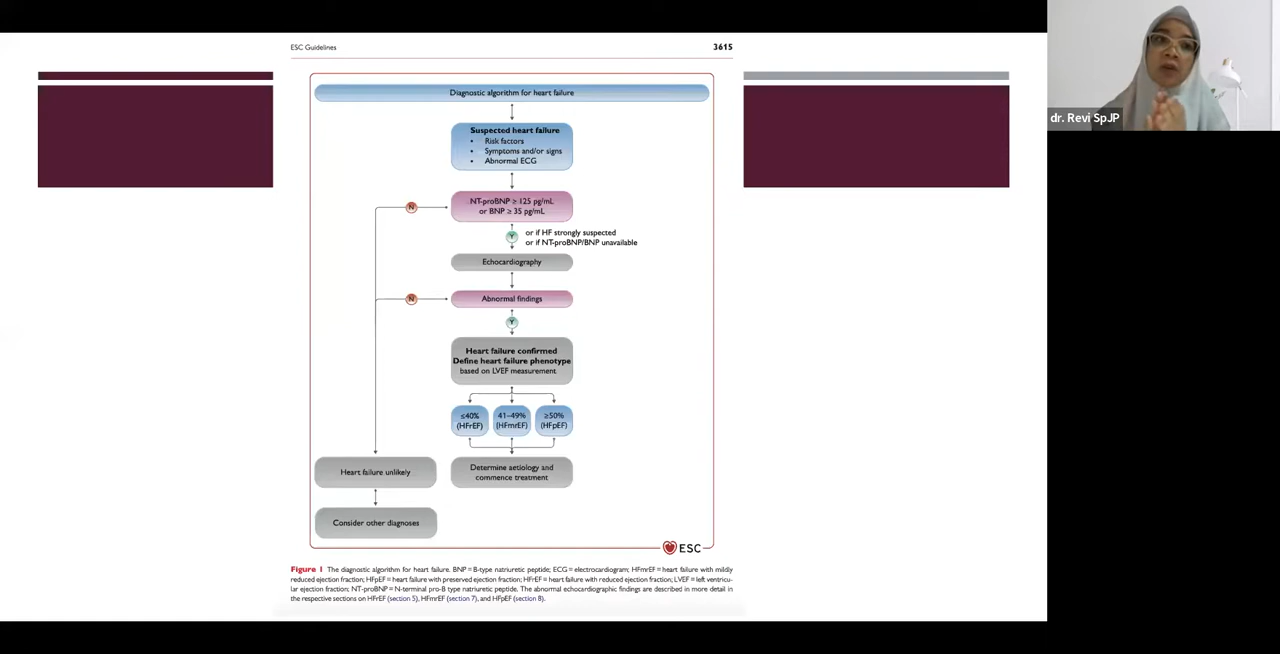 ESC Guidelines
3615
Diagnostic algorithm for heart failure
Suspected heart failure
• Risk factors
• Symptoms and/or signs
• Abnormal ECG
NT-proBNP ≥ 125 pg/mL
or BNP ≥ 35 pg/mL
N
Y
or if HF strongly suspected
or if NT-proBNP/BNP unavailable
Echocardiography
N
Abnormal findings
Y
Heart failure confirmed
Define heart failure phenotype
based on LVEF measurement
≤40%
(HFrEF)
41–49%
(HFmrEF)
≥50%
(HFpEF)
Heart failure unlikely
Determine aetiology and
commence treatment
Consider other diagnoses
ESC
Figure 1 The diagnostic algorithm for heart failure. BNP = B-type natriuretic peptide; ECG = electrocardiogram; HFmrEF = heart failure with mildly
reduced ejection fraction; HFpEF = heart failure with preserved ejection fraction; HFrEF = heart failure with reduced ejection fraction; LVEF = left ventricu-
lar ejection fraction; NT-proBNP = N-terminal pro-B type natriuretic peptide. The abnormal echocardiographic findings are described in more detail in
the respective sections on HFrEF (section 5), HFmrEF (section 7), and HFpEF (section 8).
dr. Revi SpJP